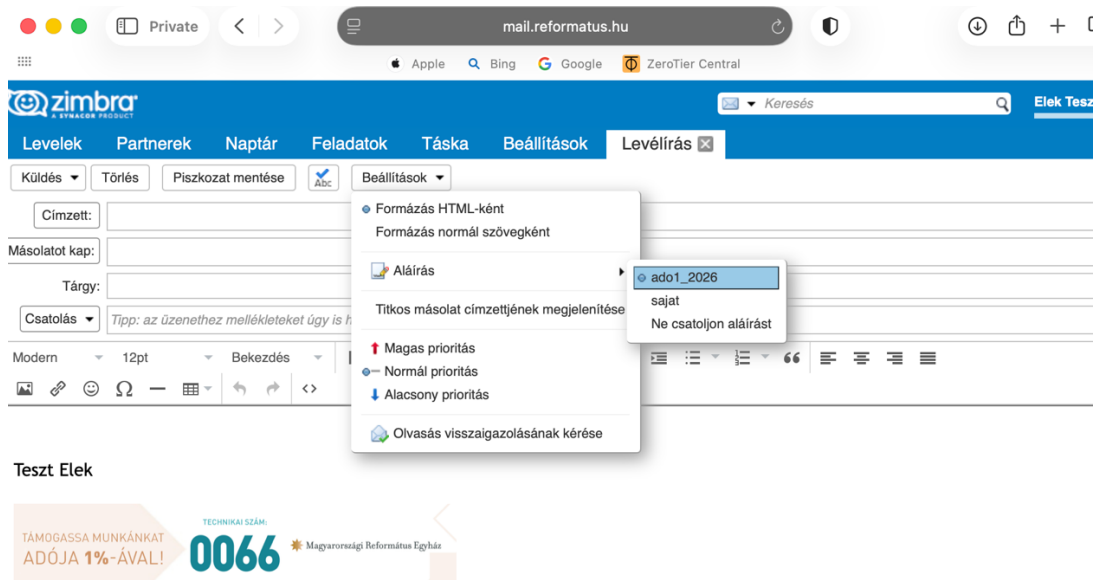 Private
mail.reformatus.hu
Apple
Bing
Google
ZeroTier Central
zimbra
A SYNACOR PRODUCT
Keresés
Elek Tesz
Levelek
Partnerek
Naptár
Feladatok
Táska
Beállítások
Levélírás
Küldés
Törlés
Piszkozat mentése
Abc
Beállítások
Címzett:
Másolatot kap:
Tárgy:
Csatolás
Tipp: az üzenethez mellékleteket úgy is h
Formázás HTML-ként
Formázás normál szövegként
Aláírás
Titkos másolat címzettjének megjelenítése
Magas prioritás
Normál prioritás
Alacsony prioritás
Olvasás visszaigazolásának kérése
ado1_2026
sajat
Ne csatoljon aláírást
Modern
12pt
Bekezdés
Teszt Elek
TÁMOGASSA MUNKÁNKAT
ADÓJA 1%-ÁVAL!
TECHNIKAI SZÁM:
0066
Magyarországi Református Egyház